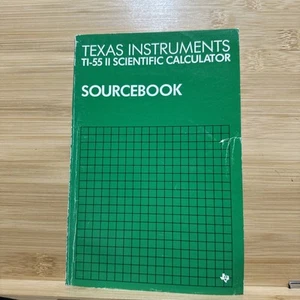 TEXAS INSTRUMENTS
TI-55 II SCIENTIFIC CALCULATOR
SOURCEBOOK